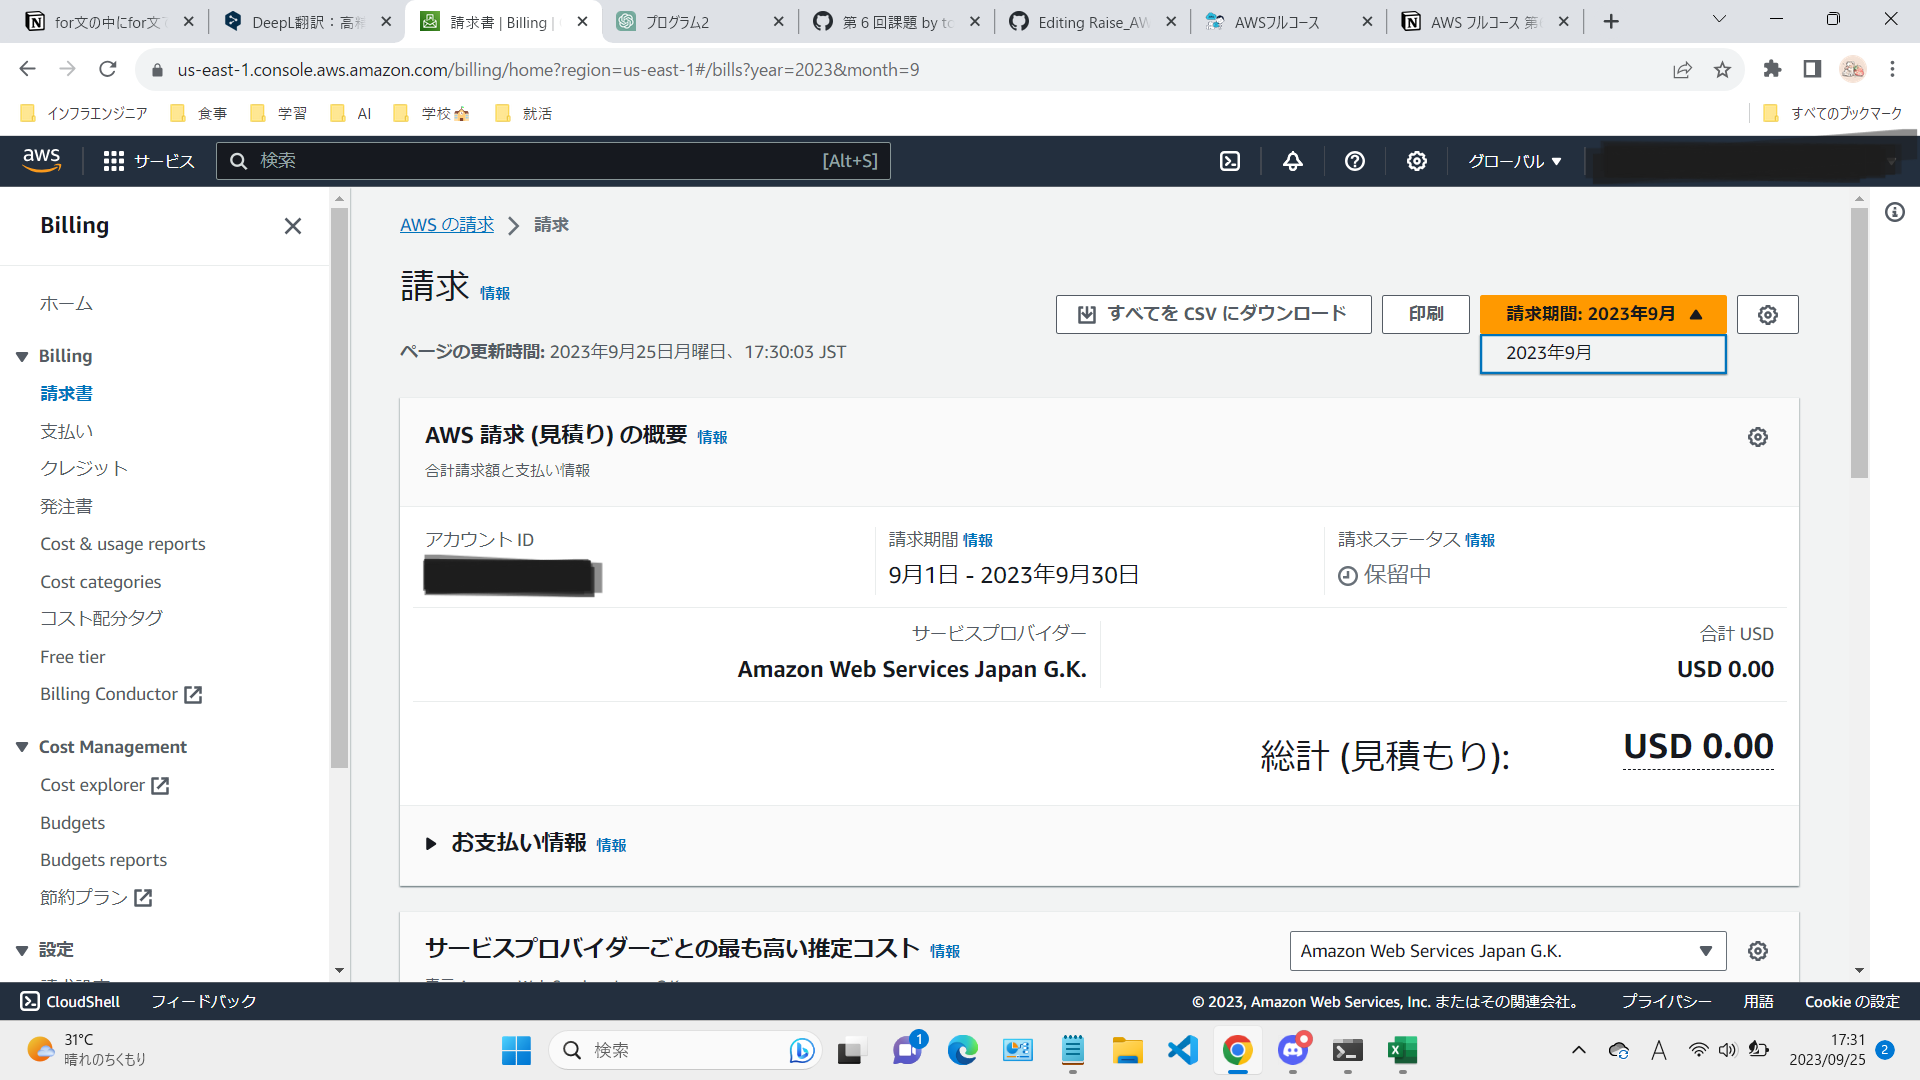 for文の中にfor文で
DeepL翻訳：高精
請求書 | Billing |
プログラム2
第 6 回課題 by to
Editing Raise_AW
AWSフルコース
AWS フルコース 第
us-east-1.console.aws.amazon.com/billing/home?region=us-east-1#/bills?year=2023&month=9
インフラエンジニア
食事
学習
AI
学校
就活
すべてのブックマーク
aws
サービス
検索
[Alt+S]
グローバル
Billing
ホーム
Billing
請求書
支払い
クレジット
発注書
Cost & usage reports
Cost categories
コスト配分タグ
Free tier
Billing Conductor
Cost Management
Cost explorer
Budgets
Budgets reports
節約プラン
設定
AWS の請求
請求
請求 情報
すべてを CSV にダウンロード
印刷
請求期間: 2023年9月
2023年9月
ページの更新時間: 2023年9月25日月曜日、17:30:03 JST
AWS 請求 (見積り) の概要 情報
合計請求額と支払い情報
アカウント ID
請求期間 情報
9月1日 - 2023年9月30日
請求ステータス 情報
保留中
サービスプロバイダー
Amazon Web Services Japan G.K.
合計 USD
USD 0.00
総計 (見積もり):
USD 0.00
お支払い情報 情報
サービスプロバイダーごとの最も高い推定コスト 情報
Amazon Web Services Japan G.K.
CloudShell
フィードバック
© 2023, Amazon Web Services, Inc. またはその関連会社。
プライバシー
用語
Cookie の設定
31°C
晴れのちくもり
検索
1
A
17:31
2023/09/25
2